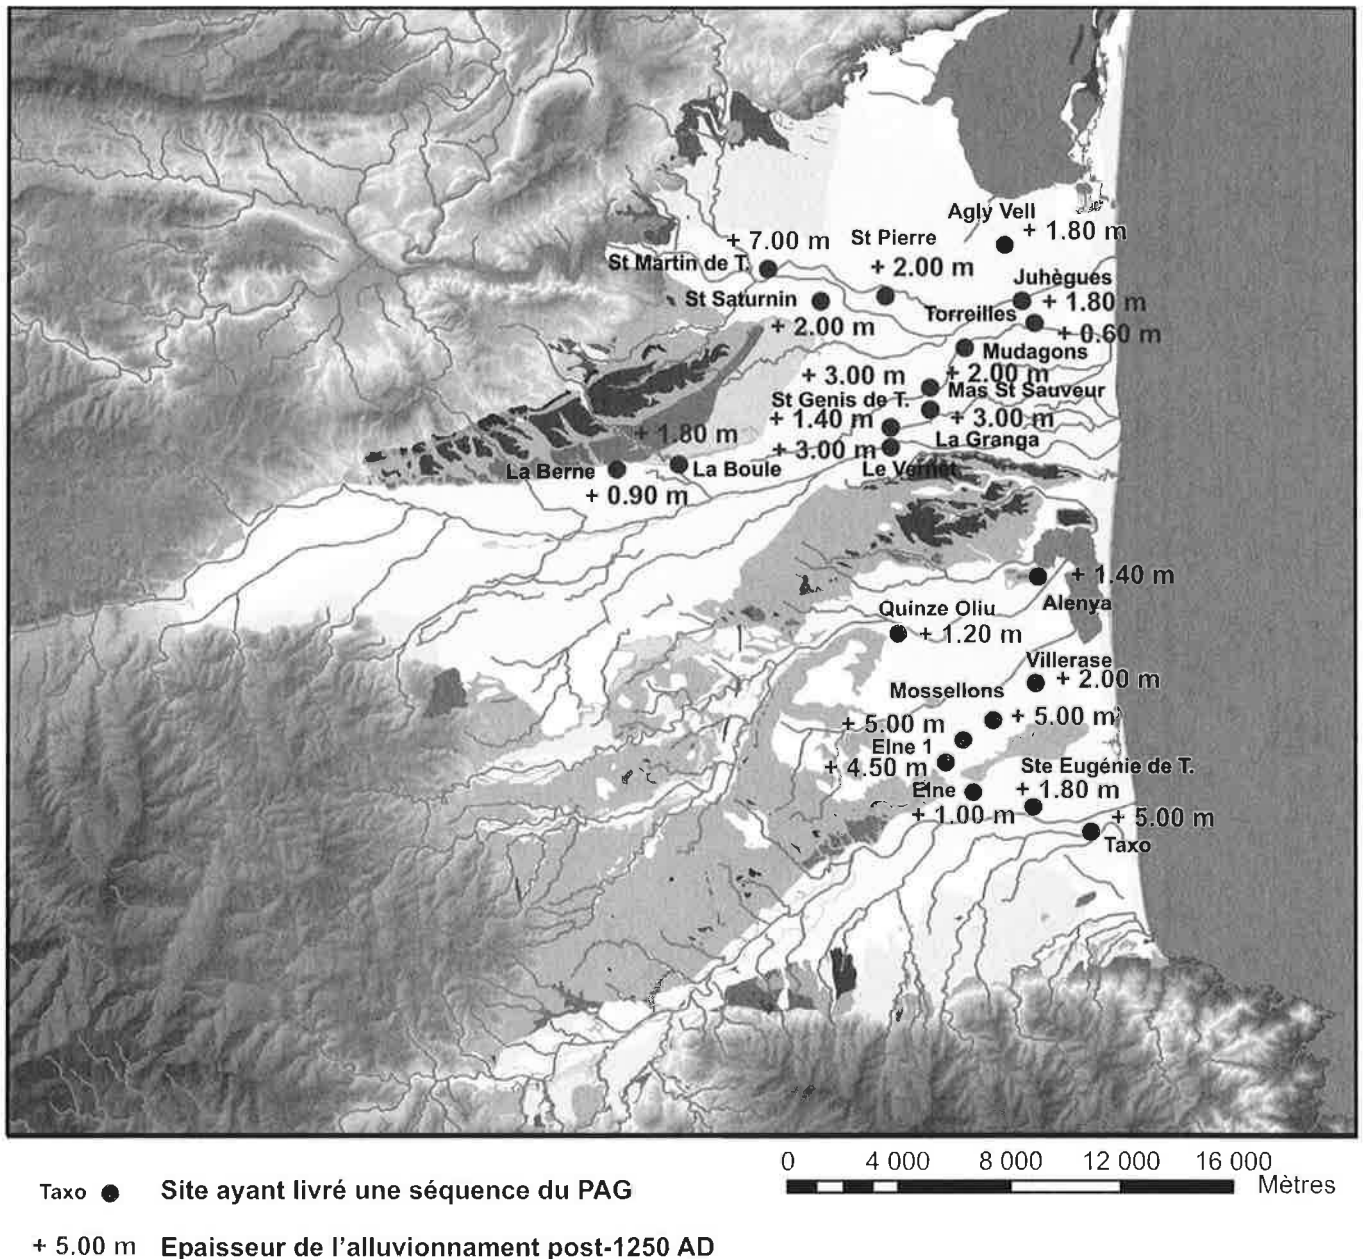 Agly Vell
+ 1.80 m
+ 7.00 m
St Pierre
St Martin de T.
+ 2.00 m
Juhègues
St Saturnin
+ 1.80 m
Torreilles
+ 2.00 m
+ 0.60 m
Mudagons
+ 3.00 m
+ 2.00 m
St Genis de T.
Mas St Sauveur
+ 1.40 m
+ 3.00 m
+ 1.80 m
La Granga
+ 3.00 m
La Berne
La Boule
Le Vernet
+ 0.90 m
+ 1.40 m
Alenya
Quinze Oliu
+ 1.20 m
Villerase
+ 2.00 m
Mossellons
+ 5.00 m
+ 5.00 m
Elne 1
+ 4.50 m
Ste Eugénie de T.
Elne
+ 1.80 m
+ 1.00 m
+ 5.00 m
Taxo
0 4 000 8 000 12 000 16 000
Mètres
Taxo Site ayant livré une séquence du PAG
+ 5.00 m Epaisseur de l'alluvionnament post-1250 AD